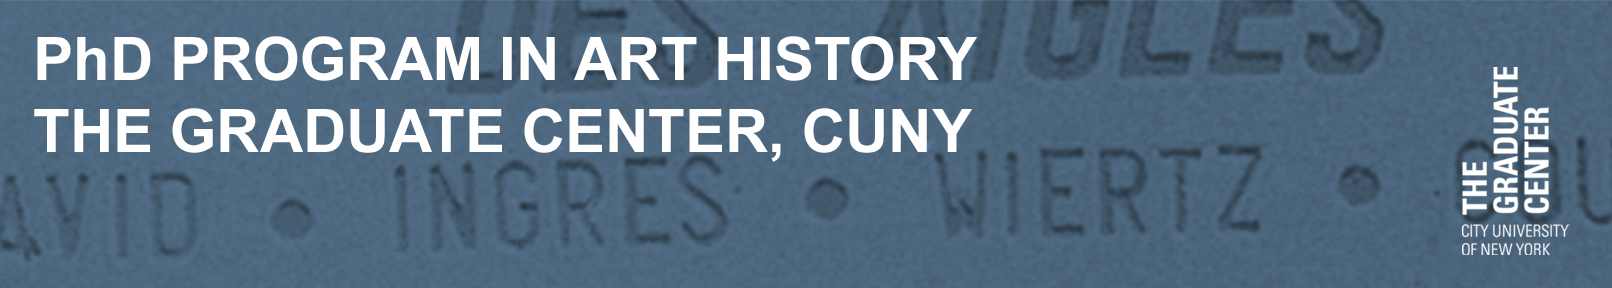 PhD PROGRAM IN ART HISTORY
THE GRADUATE CENTER, CUNY
AVID • INGRES • WIERTZ •
THE
GRADUATE
CENTER
CITY UNIVERSITY
OF NEW YORK